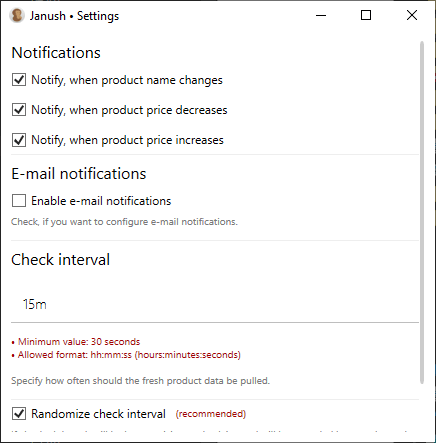 Janush • Settings
Notifications
Notify, when product name changes
Notify, when product price decreases
Notify, when product price increases
E-mail notifications
Enable e-mail notifications
Check, if you want to configure e-mail notifications.
Check interval
15m
• Minimum value: 30 seconds
• Allowed format: hh:mm:ss (hours:minutes:seconds)
Specify how often should the fresh product data be pulled.
Randomize check interval (recommended)